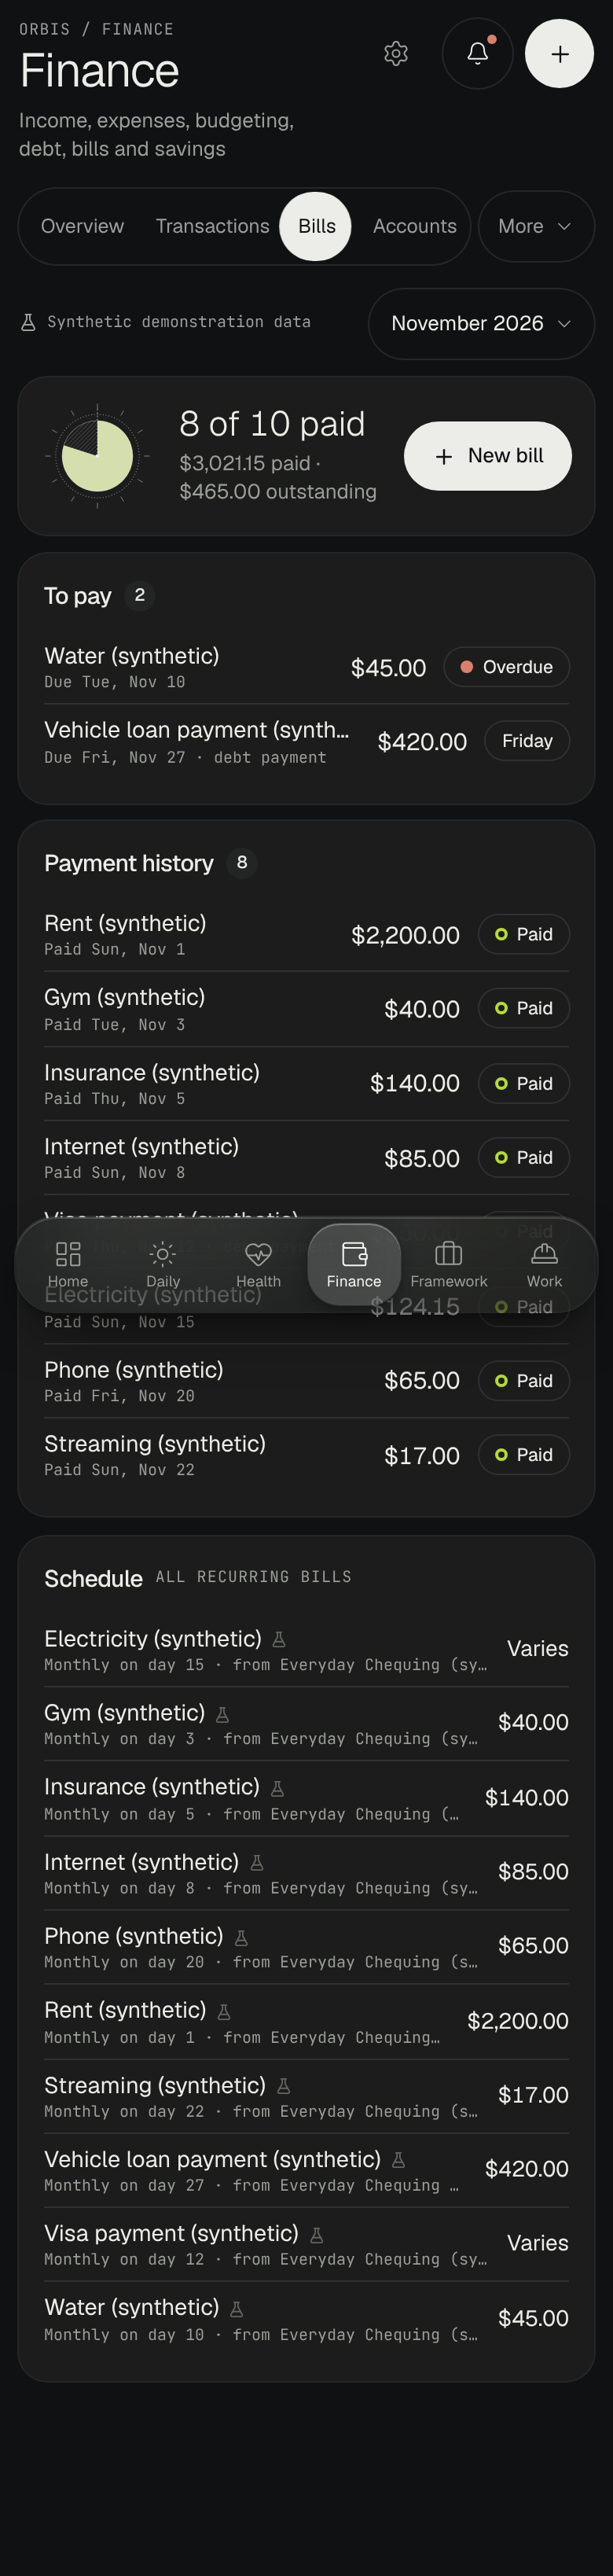 ORBIS / FINANCE
Finance
Income, expenses, budgeting,
debt, bills and savings
Overview
Transactions
Bills
Accounts
More
Synthetic demonstration data
November 2026
8 of 10 paid
$3,021.15 paid ·
$465.00 outstanding
New bill
To pay 2
Water (synthetic)
Due Tue, Nov 10
$45.00
Overdue
Vehicle loan payment (synth…
Due Fri, Nov 27 · debt payment
$420.00
Friday
Payment history 8
Rent (synthetic)
Paid Sun, Nov 1
$2,200.00
Paid
Gym (synthetic)
Paid Tue, Nov 3
$40.00
Paid
Insurance (synthetic)
Paid Thu, Nov 5
$140.00
Paid
Internet (synthetic)
Paid Sun, Nov 8
$85.00
Paid
Visa payment (synthetic)
Paid
Home
Daily
Health
Finance
Framework
Work
Electricity (synthetic)
Paid Sun, Nov 15
$124.15
Paid
Phone (synthetic)
Paid Fri, Nov 20
$65.00
Paid
Streaming (synthetic)
Paid Sun, Nov 22
$17.00
Paid
Schedule ALL RECURRING BILLS
Electricity (synthetic)
Monthly on day 15 · from Everyday Chequing (sy…
Varies
Gym (synthetic)
Monthly on day 3 · from Everyday Chequing (sy…
$40.00
Insurance (synthetic)
Monthly on day 5 · from Everyday Chequing (…
$140.00
Internet (synthetic)
Monthly on day 8 · from Everyday Chequing (sy…
$85.00
Phone (synthetic)
Monthly on day 20 · from Everyday Chequing (s…
$65.00
Rent (synthetic)
Monthly on day 1 · from Everyday Chequing…
$2,200.00
Streaming (synthetic)
Monthly on day 22 · from Everyday Chequing (s…
$17.00
Vehicle loan payment (synthetic)
Monthly on day 27 · from Everyday Chequing …
$420.00
Visa payment (synthetic)
Monthly on day 12 · from Everyday Chequing (sy…
Varies
Water (synthetic)
Monthly on day 10 · from Everyday Chequing (s…
$45.00